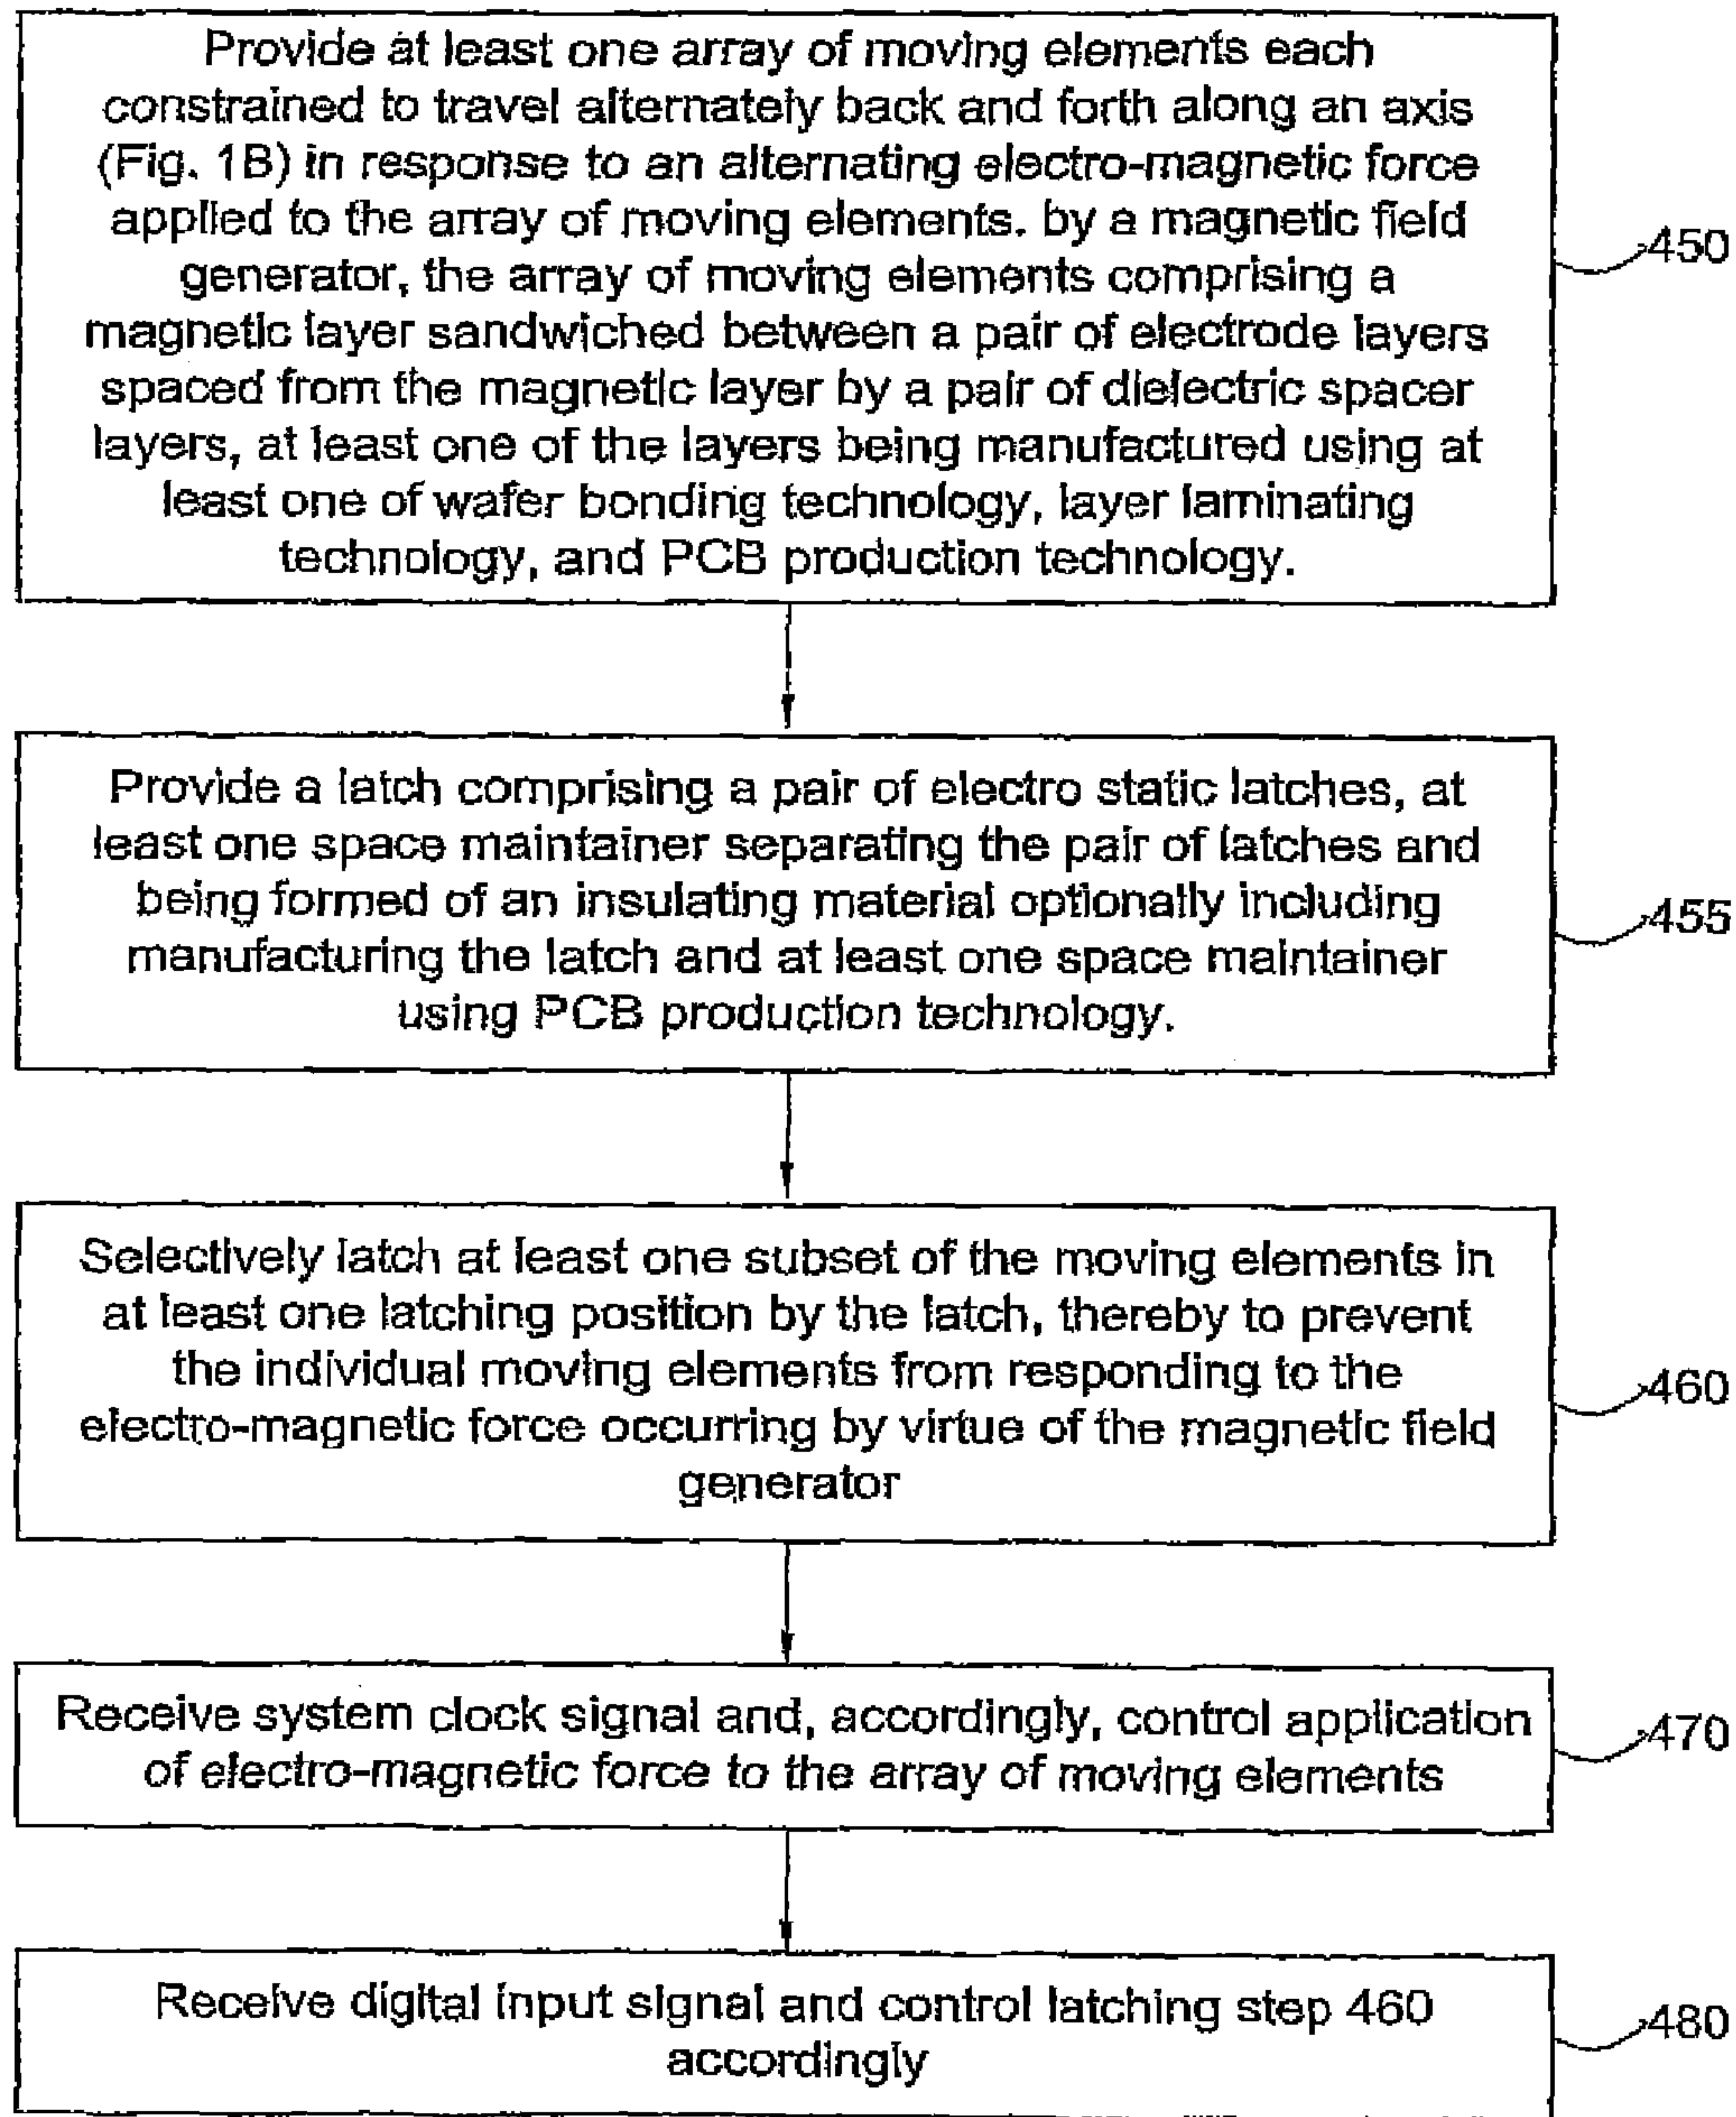 Provide at least one array of moving elements each
constrained to travel alternately back and forth along an axis
(Fig. 1B) in response to an alternating electro-magnetic force
applied to the array of moving elements. by a magnetic field
generator, the array of moving elements comprising a
magnetic layer sandwiched between a pair of electrode layers
spaced from the magnetic layer by a pair of dielectric spacer
layers, at least one of the layers being manufactured using at
least one of wafer bonding technology, layer laminating
technology, and PCB production technology.
450
Provide a latch comprising a pair of electro static latches, at
least one space maintainer separating the pair of latches and
being formed of an insulating material optionally including
manufacturing the latch and at least one space maintainer
using PCB production technology.
455
Selectively latch at least one subset of the moving elements in
at least one latching position by the latch, thereby to prevent
the individual moving elements from responding to the
electro-magnetic force occurring by virtue of the magnetic field
generator
460
Receive system clock signal and, accordingly, control application
of electro-magnetic force to the array of moving elements
470
Receive digital input signal and control latching step 460
accordingly
480